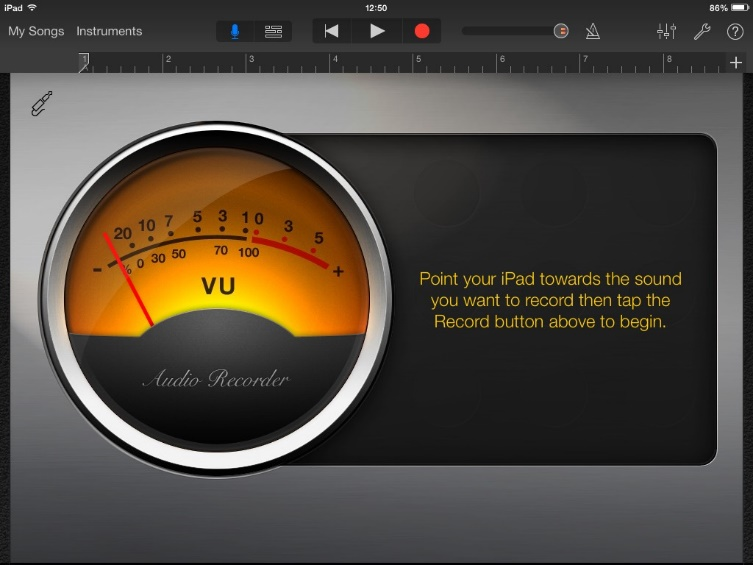 iPad 12:50 86%
My Songs Instruments
1 2 3 4 5 6 7 8 +
20 10 7 5 3 1 0 3 5
- % 0 30 50 70 100 +
VU
Audio Recorder
Point your iPad towards the sound
you want to record then tap the
Record button above to begin.